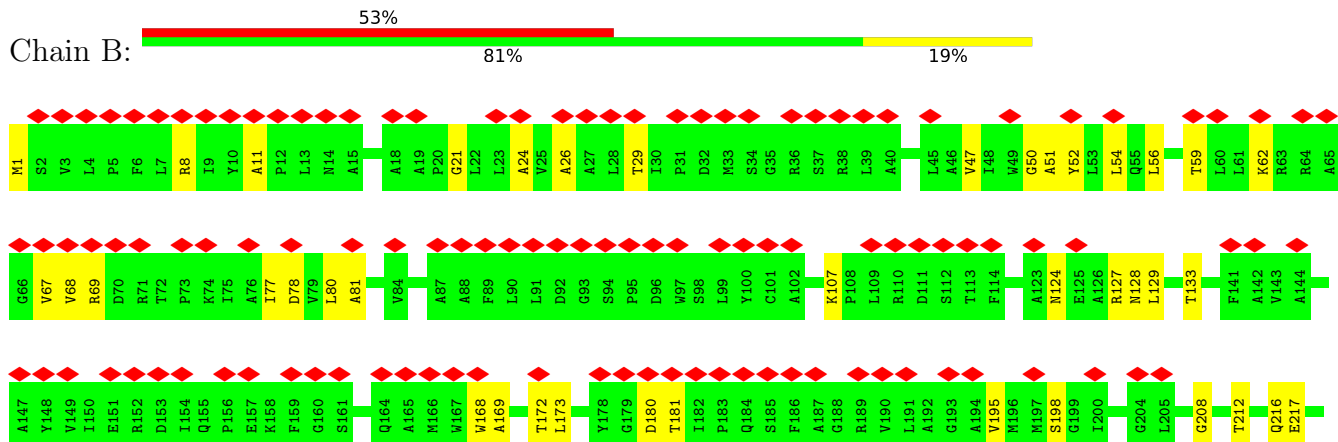 53%
Chain B:
81% 19%
M1 S2 V3 L4 P5 F6 L7 R8 I9 Y10 A11 P12 L13 N14 A15 A18 A19 P20 G21 L22 L23 A24 V25 A26 A27 L28 T29 I30 P31 D32 M33 S34 G35 R36 S37 R38 L39 A40 L45 A46 V47 I48 W49 G50 A51 Y52 L53 L54 Q55 L56 T59 L60 L61 K62 R63 R64 A65
G66 V67 V68 R69 D70 R71 T72 P73 K74 I75 A76 I77 D78 V79 L80 A81 V84 A87 A88 F89 L90 L91 D92 G93 S94 P95 D96 W97 S98 L99 Y100 C101 A102 K107 P108 L109 R110 D111 S112 T113 F114 A123 N124 E125 A126 R127 N128 L129 T133 F141 A142 V143 A144
A147 Y148 V149 I150 E151 R152 D153 I154 Q155 P156 E157 K158 F159 G160 S161 Q164 A165 M166 W167 W168 A169 T172 L173 Y178 G179 D180 T181 I182 P183 Q184 S185 F186 A187 G188 R189 V190 L191 A192 G193 A194 V195 M196 M197 S198 G199 I200 G204 L205 G208 T212 Q216 E217